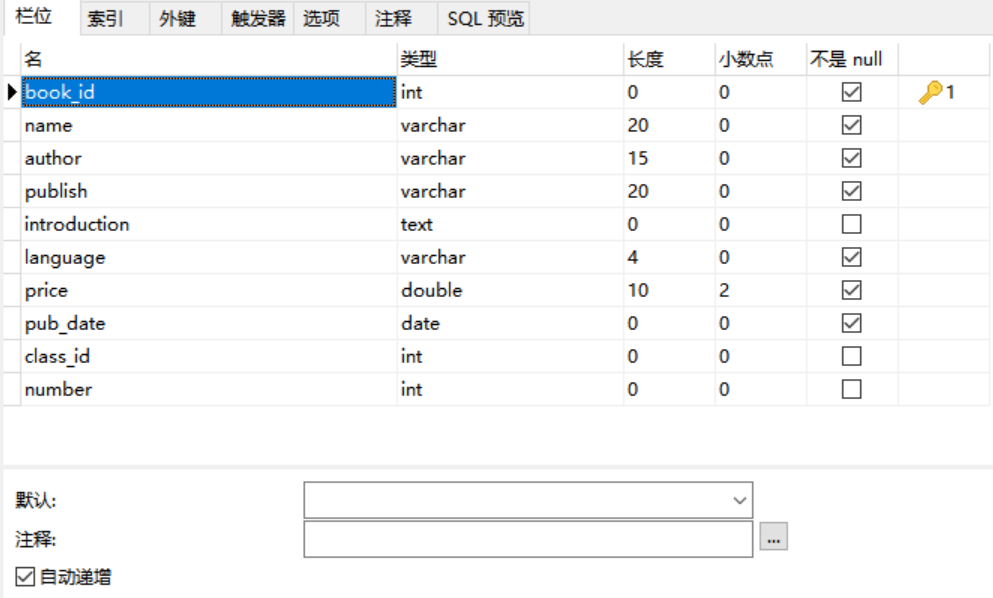 栏位 索引 外键 触发器 选项 注释 SQL 预览
名 类型 长度 小数点 不是 null
book_id int 0 0 1
name varchar 20 0
author varchar 15 0
publish varchar 20 0
introduction text 0 0
language varchar 4 0
price double 10 2
pub_date date 0 0
class_id int 0 0
number int 0 0
默认:
注释: ...
自动递增